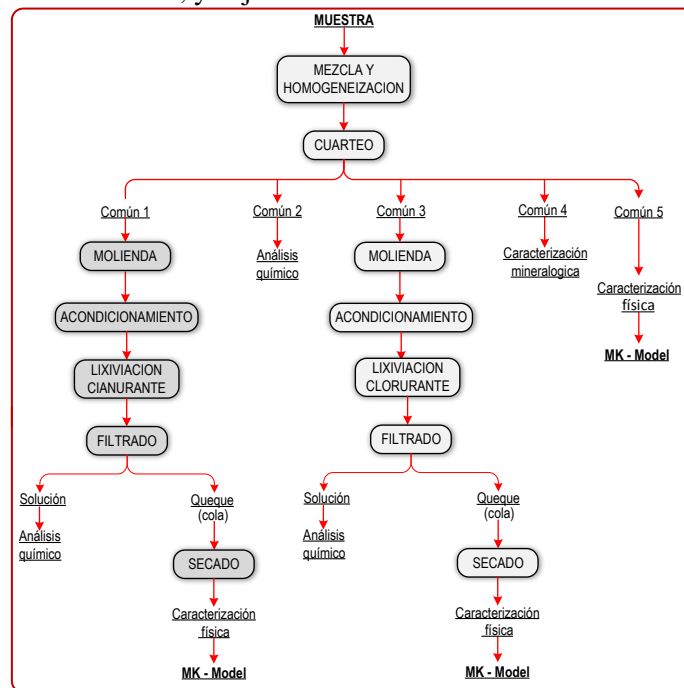 MUESTRA
MEZCLA Y
HOMOGENEIZACION
CUARTEO
Común 1
Común 2
Común 3
Común 4
Común 5
MOLIENDA
Análisis
químico
MOLIENDA
Caracterización
mineralogica
Caracterización
física
ACONDICIONAMIENTO
ACONDICIONAMIENTO
MK - Model
LIXIVIACION
CIANURANTE
LIXIVIACION
CLORURANTE
FILTRADO
FILTRADO
Solución
Queque
(cola)
Solución
Queque
(cola)
Análisis
químico
Análisis
químico
SECADO
SECADO
Caracterización
física
Caracterización
física
MK - Model
MK - Model